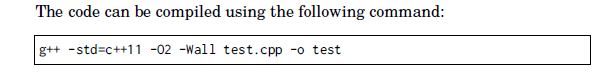 The code can be compiled using the following command:
g++ -std=c++11 -O2 -Wall test.cpp -o test